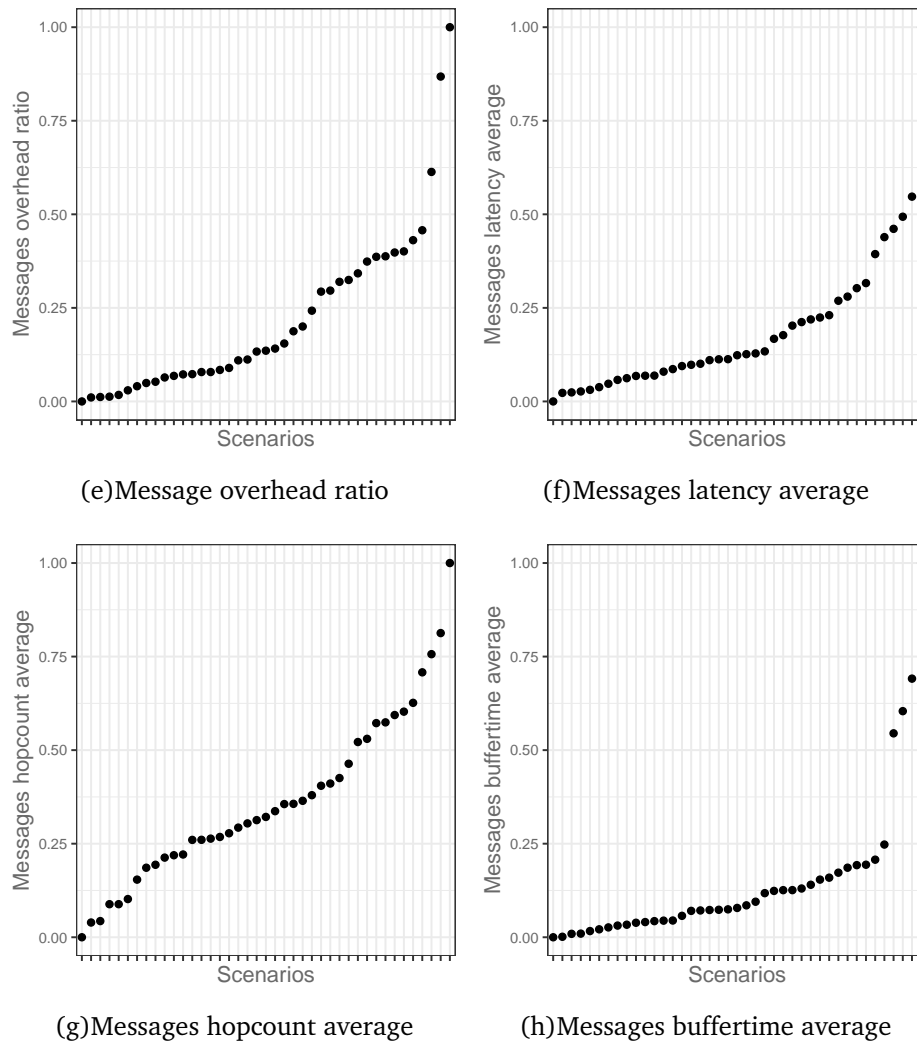 1.00
0.75
0.50
0.25
0.00
Messages overhead ratio
Scenarios
(e)Message overhead ratio
1.00
0.75
0.50
0.25
0.00
Messages latency average
Scenarios
(f)Messages latency average
1.00
0.75
0.50
0.25
0.00
Messages hopcount average
Scenarios
(g)Messages hopcount average
1.00
0.75
0.50
0.25
0.00
Messages buffertime average
Scenarios
(h)Messages buffertime average